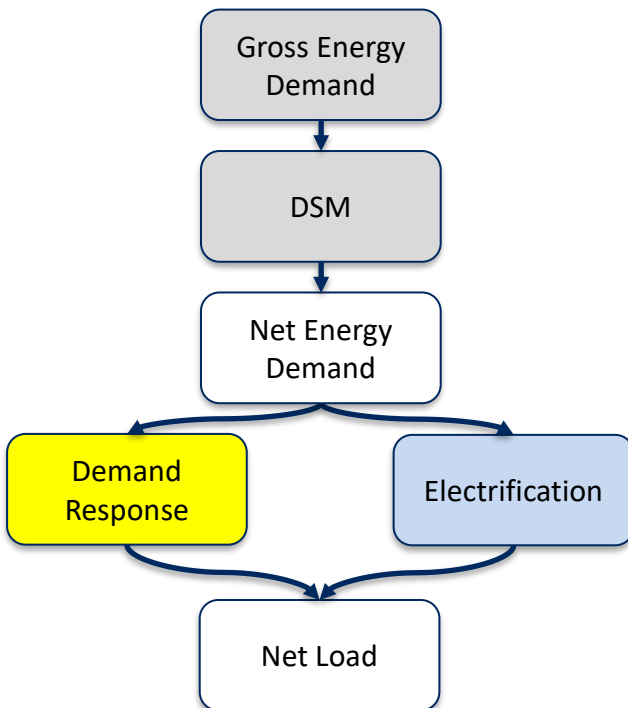 Gross Energy
Demand
DSM
Net Energy
Demand
Demand
Response
Electrification
Net Load